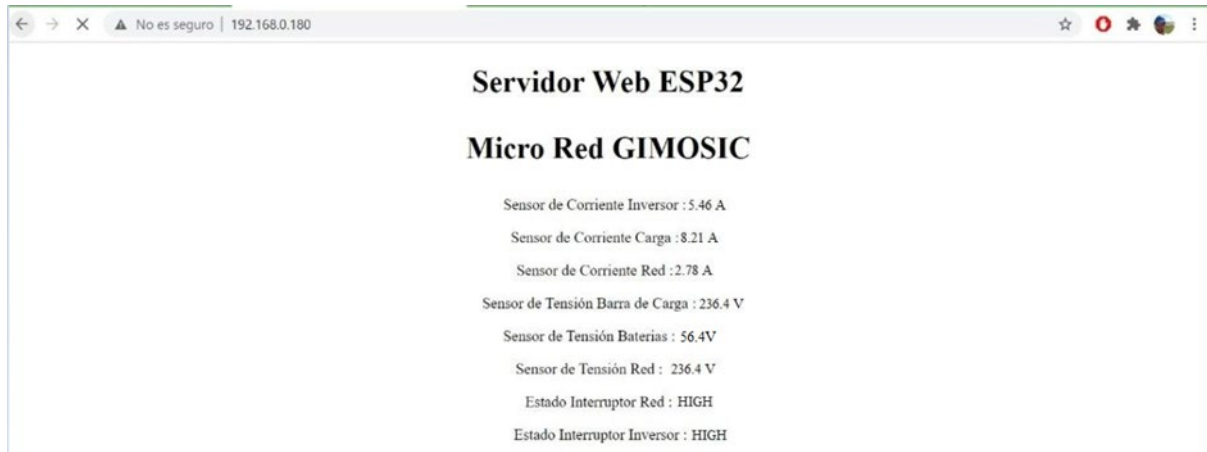 No es seguro | 192.168.0.180
Servidor Web ESP32
Micro Red GIMOSIC
Sensor de Corriente Inversor : 5.46 A
Sensor de Corriente Carga : 8.21 A
Sensor de Corriente Red : 2.78 A
Sensor de Tensión Barra de Carga : 236.4 V
Sensor de Tensión Baterias : 56.4V
Sensor de Tensión Red : 236.4 V
Estado Interruptor Red : HIGH
Estado Interruptor Inversor : HIGH